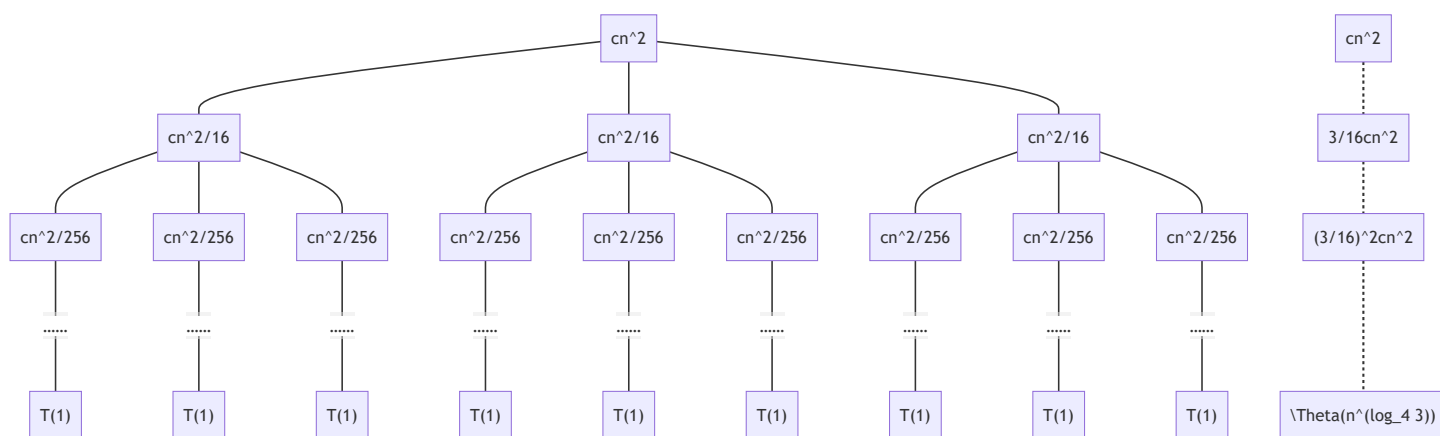 cn^2
cn^2
cn^2/16
cn^2/16
cn^2/16
3/16cn^2
cn^2/256
cn^2/256
cn^2/256
cn^2/256
cn^2/256
cn^2/256
cn^2/256
cn^2/256
cn^2/256
(3/16)^2cn^2
......
......
......
......
......
......
......
......
......
T(1)
T(1)
T(1)
T(1)
T(1)
T(1)
T(1)
T(1)
T(1)
\Theta(n^(log_4 3))